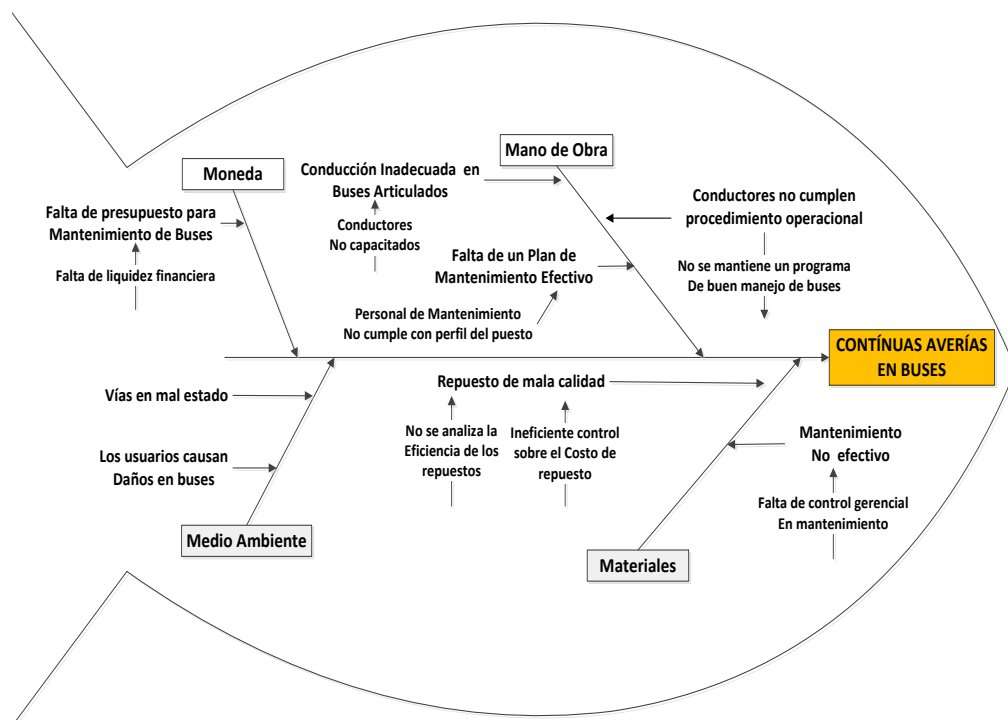 Mano de Obra
Moneda
Conducción Inadecuada en
Buses Articulados
Conductores
No capacitados
Conductores no cumplen
procedimiento operacional
No se mantiene un programa
De buen manejo de buses
Falta de presupuesto para
Mantenimiento de Buses
Falta de liquidez financiera
Falta de un Plan de
Mantenimiento Efectivo
Personal de Mantenimiento
No cumple con perfil del puesto
CONTÍNUAS AVERÍAS
EN BUSES
Vías en mal estado
Los usuarios causan
Daños en buses
Medio Ambiente
Repuesto de mala calidad
No se analiza la
Eficiencia de los
repuestos
Ineficiente control
sobre el Costo de
repuesto
Mantenimiento
No efectivo
Falta de control gerencial
En mantenimiento
Materiales